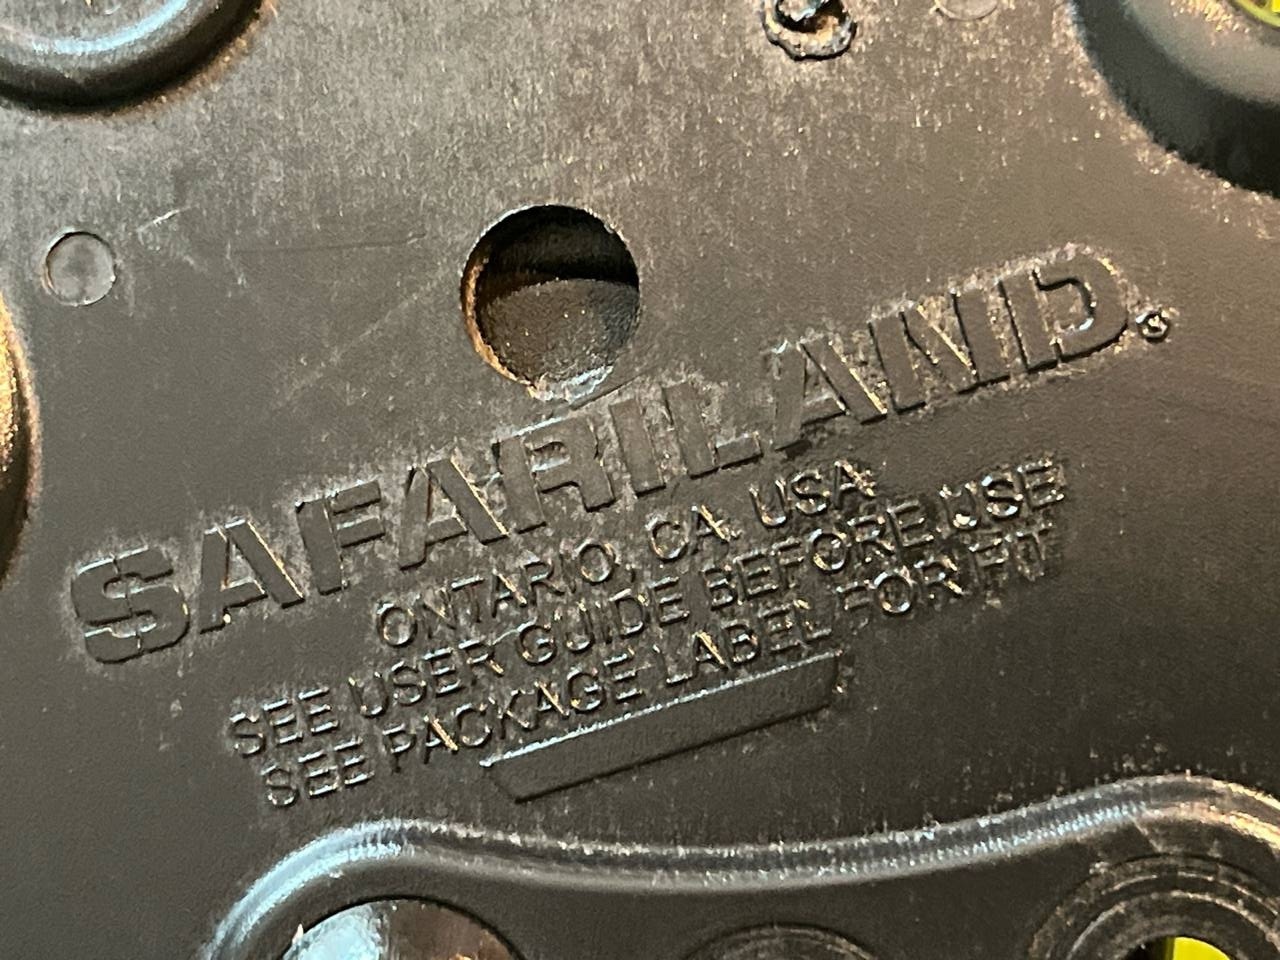 SAFARILAND®
ONTARIO, CA. USA
SEE USER GUIDE BEFORE USE
SEE PACKAGE LABEL FOR FIT